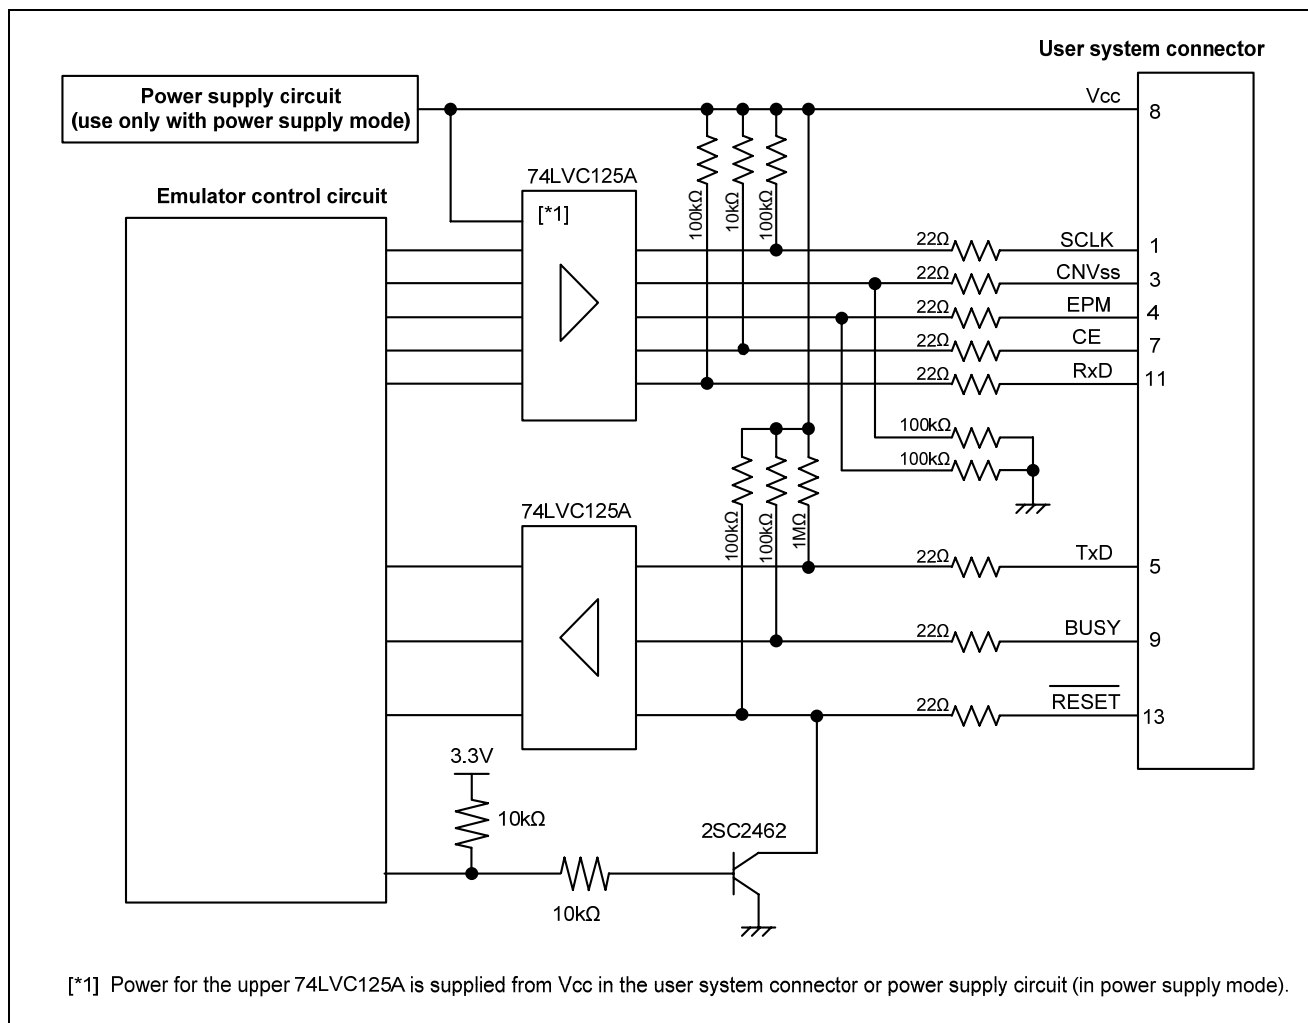 User system connector
Power supply circuit
(use only with power supply mode)
Vcc
8
Emulator control circuit
74LVC125A
[*1]
100kΩ
10kΩ
100kΩ
22Ω
SCLK
1
22Ω
CNVss
3
22Ω
EPM
4
22Ω
CE
7
22Ω
RxD
11
100kΩ
100kΩ
74LVC125A
100kΩ
100kΩ
1MΩ
22Ω
TxD
5
22Ω
BUSY
9
22Ω
RESET
13
3.3V
10kΩ
2SC2462
10kΩ
[*1] Power for the upper 74LVC125A is supplied from Vcc in the user system connector or power supply circuit (in power supply mode).